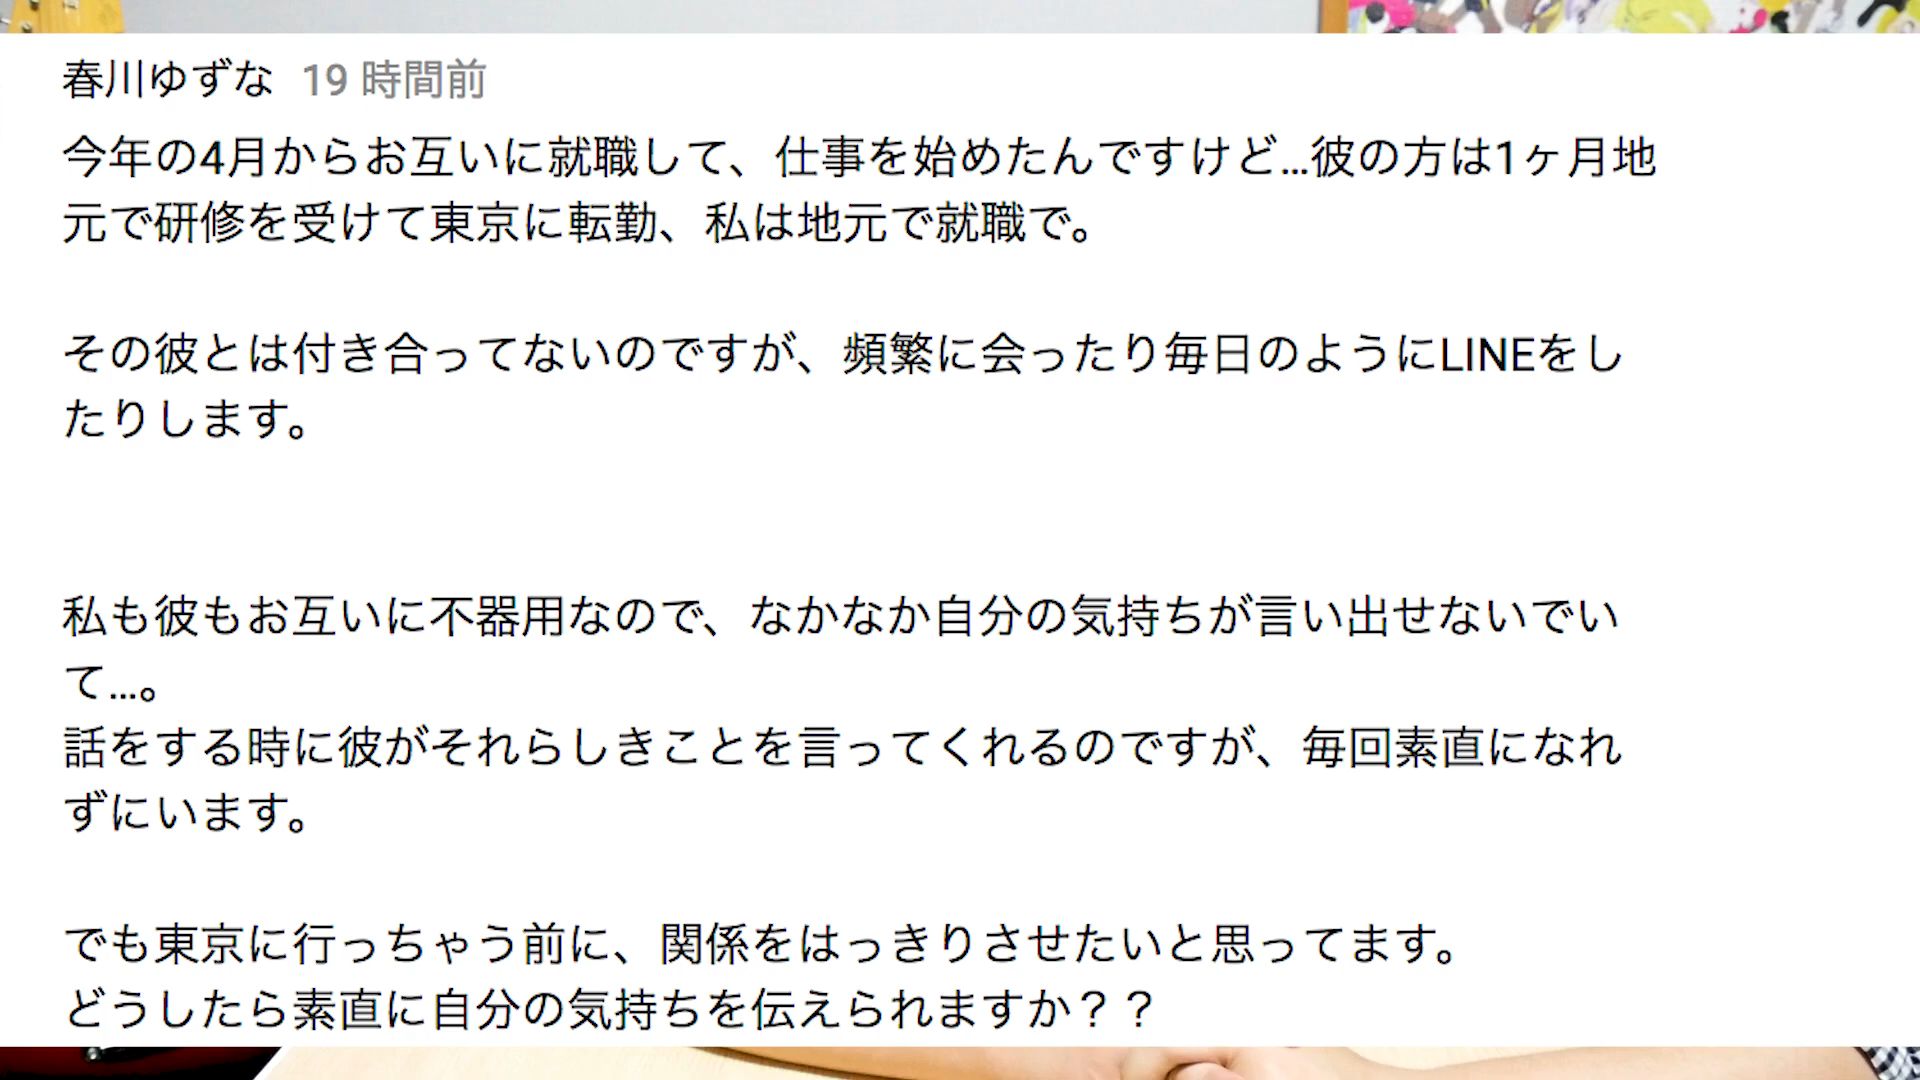 春川ゆずな 19 時間前
今年の4月からお互いに就職して、仕事を始めたんですけど...彼の方は1ヶ月地
元で研修を受けて東京に転勤、私は地元で就職で。
その彼とは付き合ってないのですが、頻繁に会ったり毎日のようにLINEをし
たりします。
私も彼もお互いに不器用なので、なかなか自分の気持ちが言い出せないでい
て...。
話をする時に彼がそれらしきことを言ってくれるのですが、毎回素直になれ
ずにいます。
でも東京に行っちゃう前に、関係をはっきりさせたいと思ってます。
どうしたら素直に自分の気持ちを伝えられますか？？